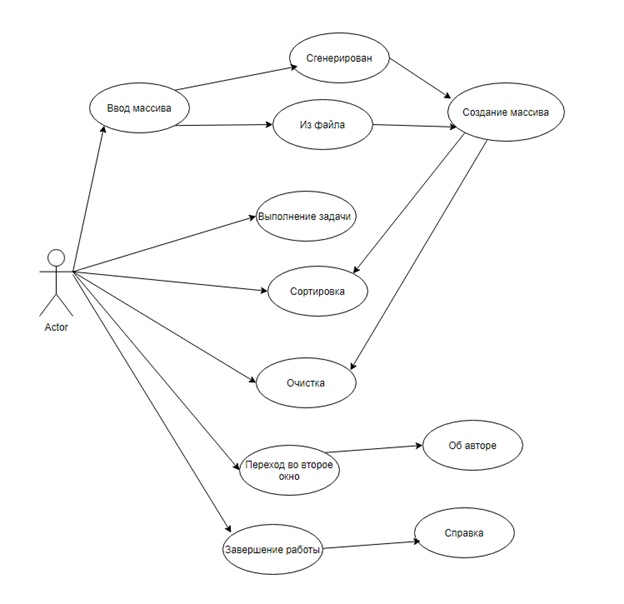 Сгенерирован
Ввод массива
Из файла
Создание массива
Выполнение задачи
Сортировка
Actor
Очистка
Об авторе
Переход во второе
окно
Справка
Завершение работы